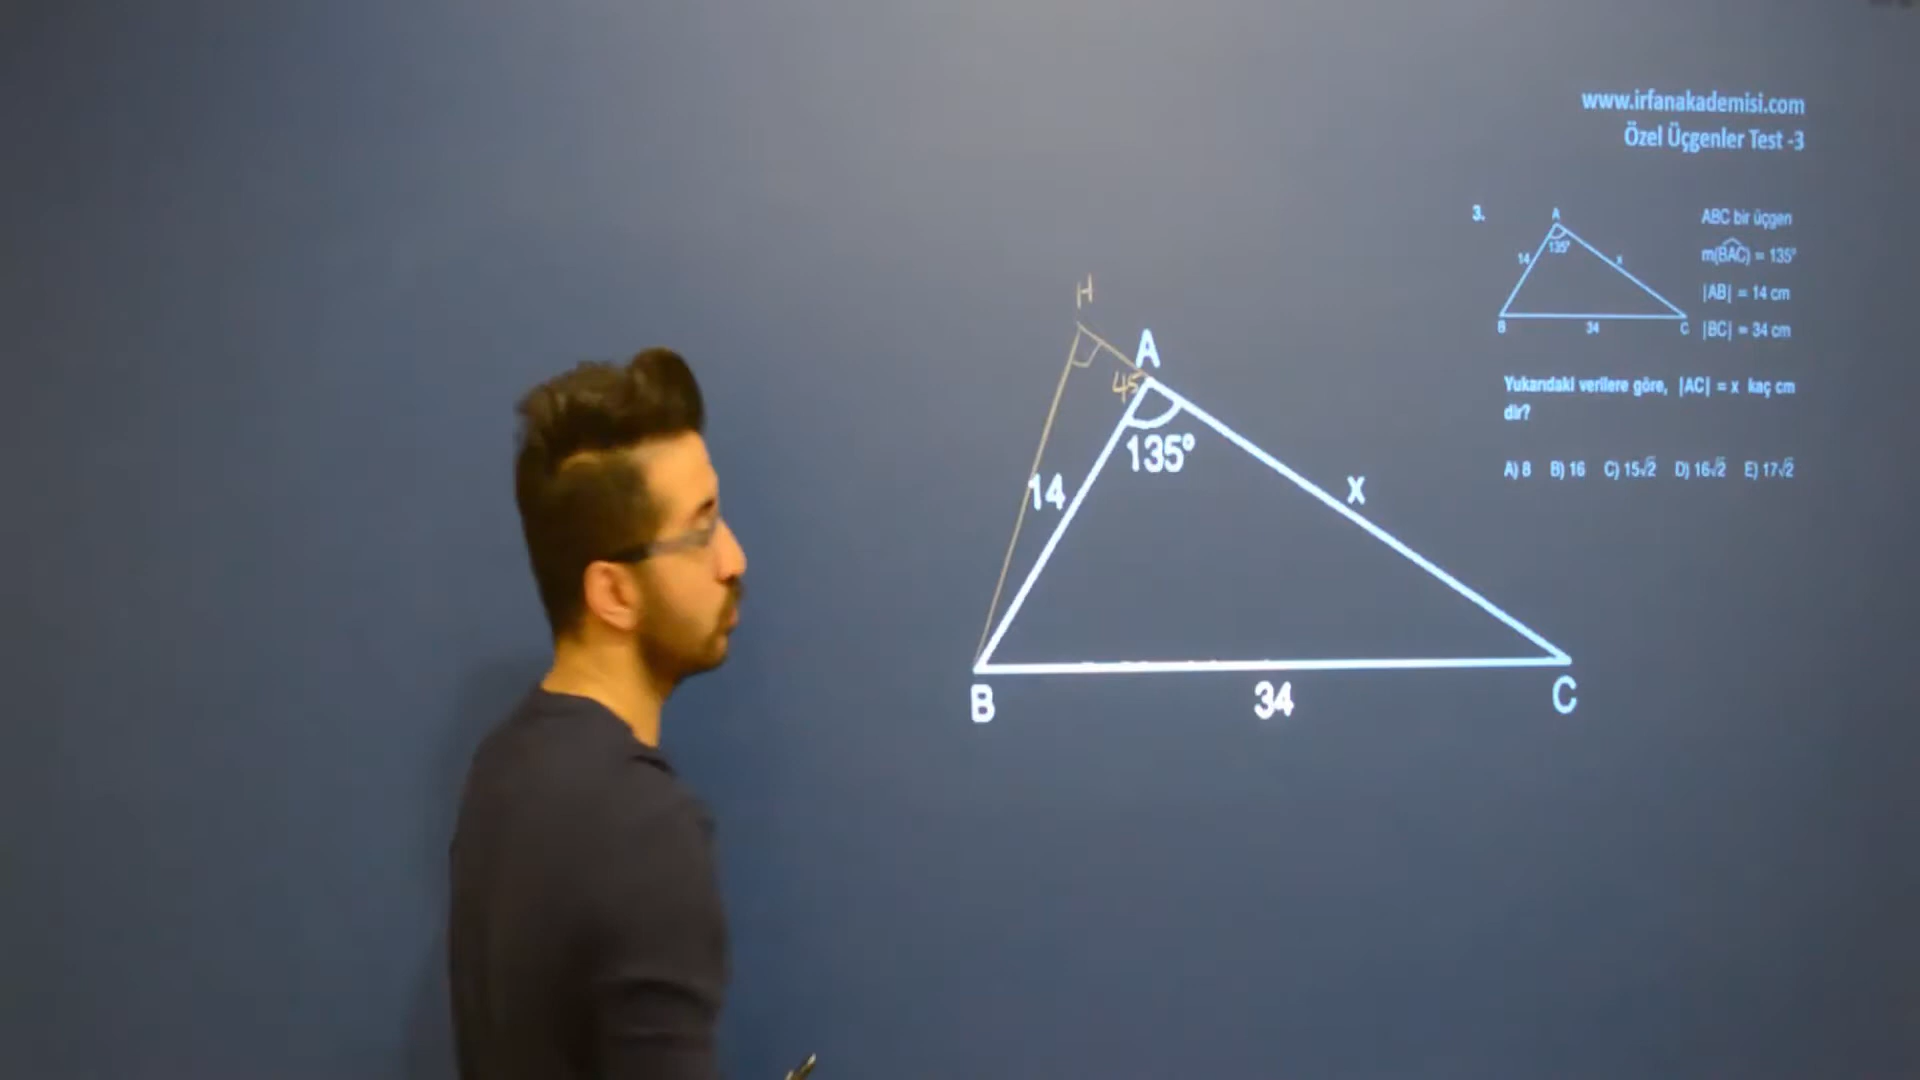 www.irfanakademisi.com
Özel Üçgenler Test -3
3.
A
135°
14
x
B
34
C
ABC bir üçgen
m(BAC) = 135°
|AB| = 14 cm
|BC| = 34 cm
Yukarıdaki verilere göre, |AC| = x kaç cm
dir?
A) 8 B) 16 C) 15√2 D) 16√2 E) 17√2
H
A
45
135°
14
x
B
34
C